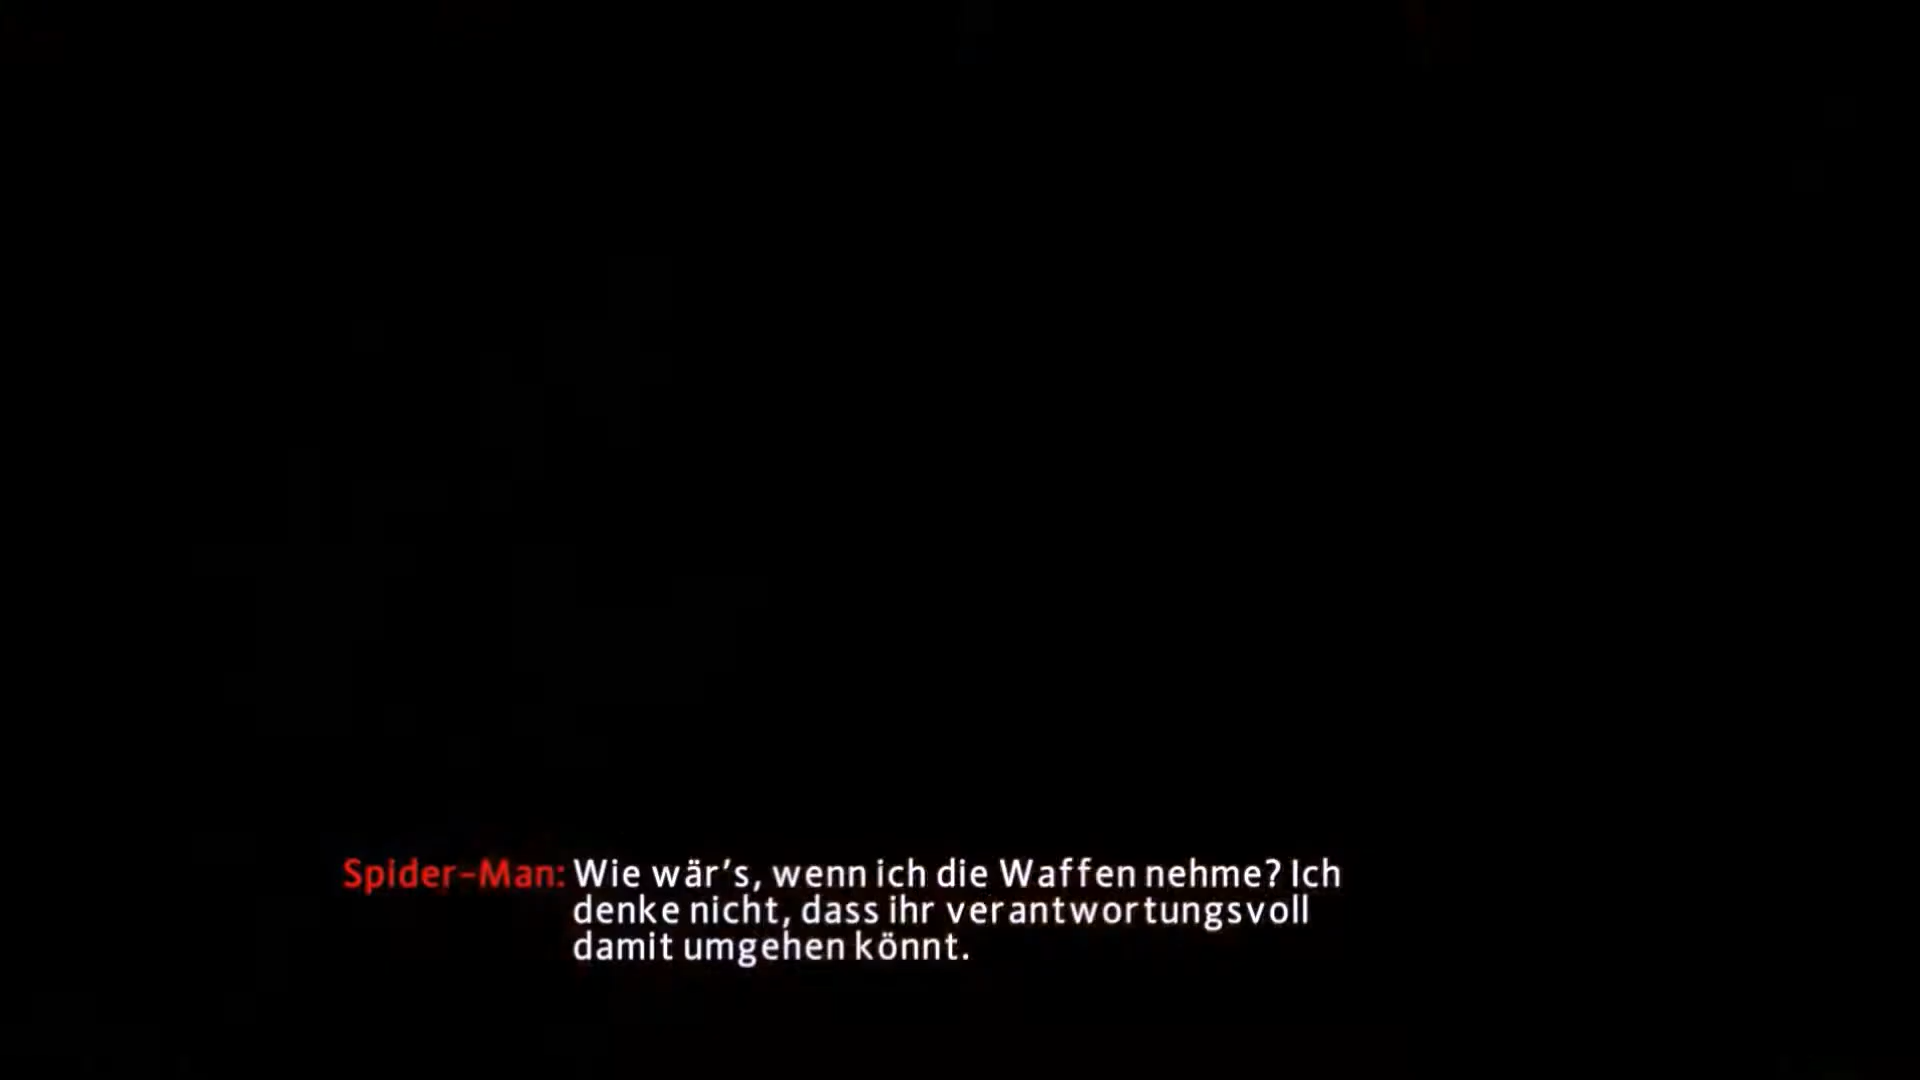 Spider-Man: Wie wär's, wenn ich die Waffen nehme? Ich
denke nicht, dass ihr verantwortungsvoll
damit umgehen könnt.